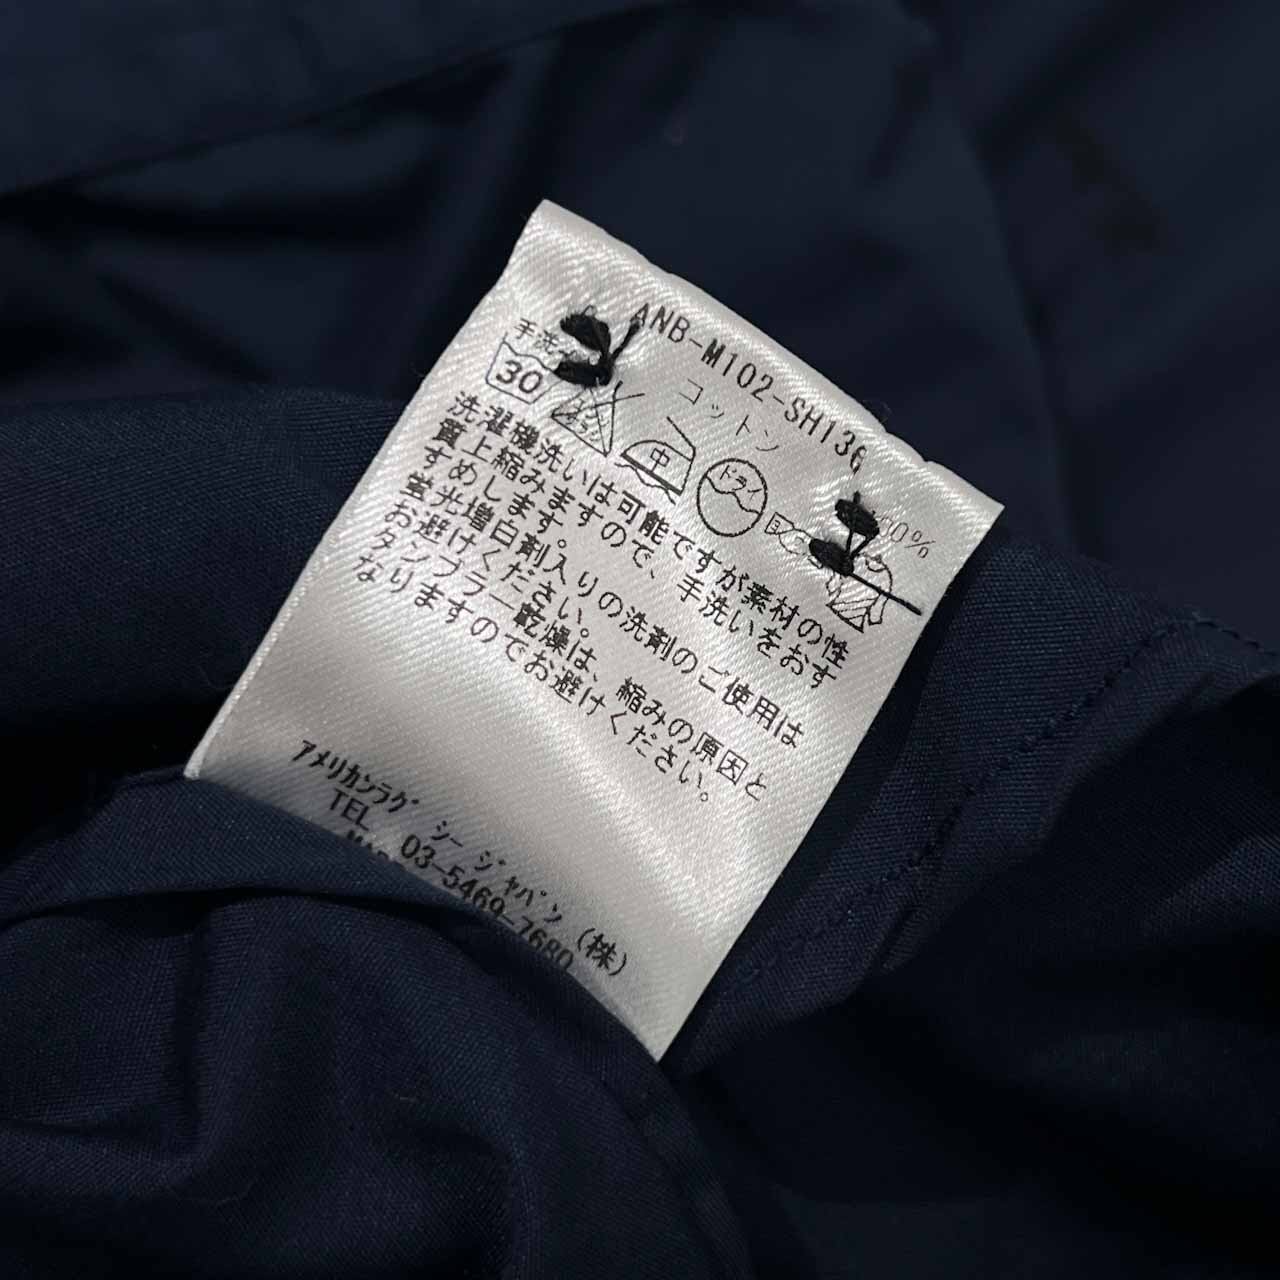 ANB-M102-SH136
コットン
手洗
30
中
ドライ
洗濯機洗いは可能ですが素材の性
質上縮みますので、手洗いをおす
すめします。
蛍光増白剤入りの洗剤のご使用は
お避けください。
タンブラー乾燥は、縮みの原因と
なりますのでお避けください。
アメリカンラグ シー ジャパン(株)
TEL 03-5469-7680